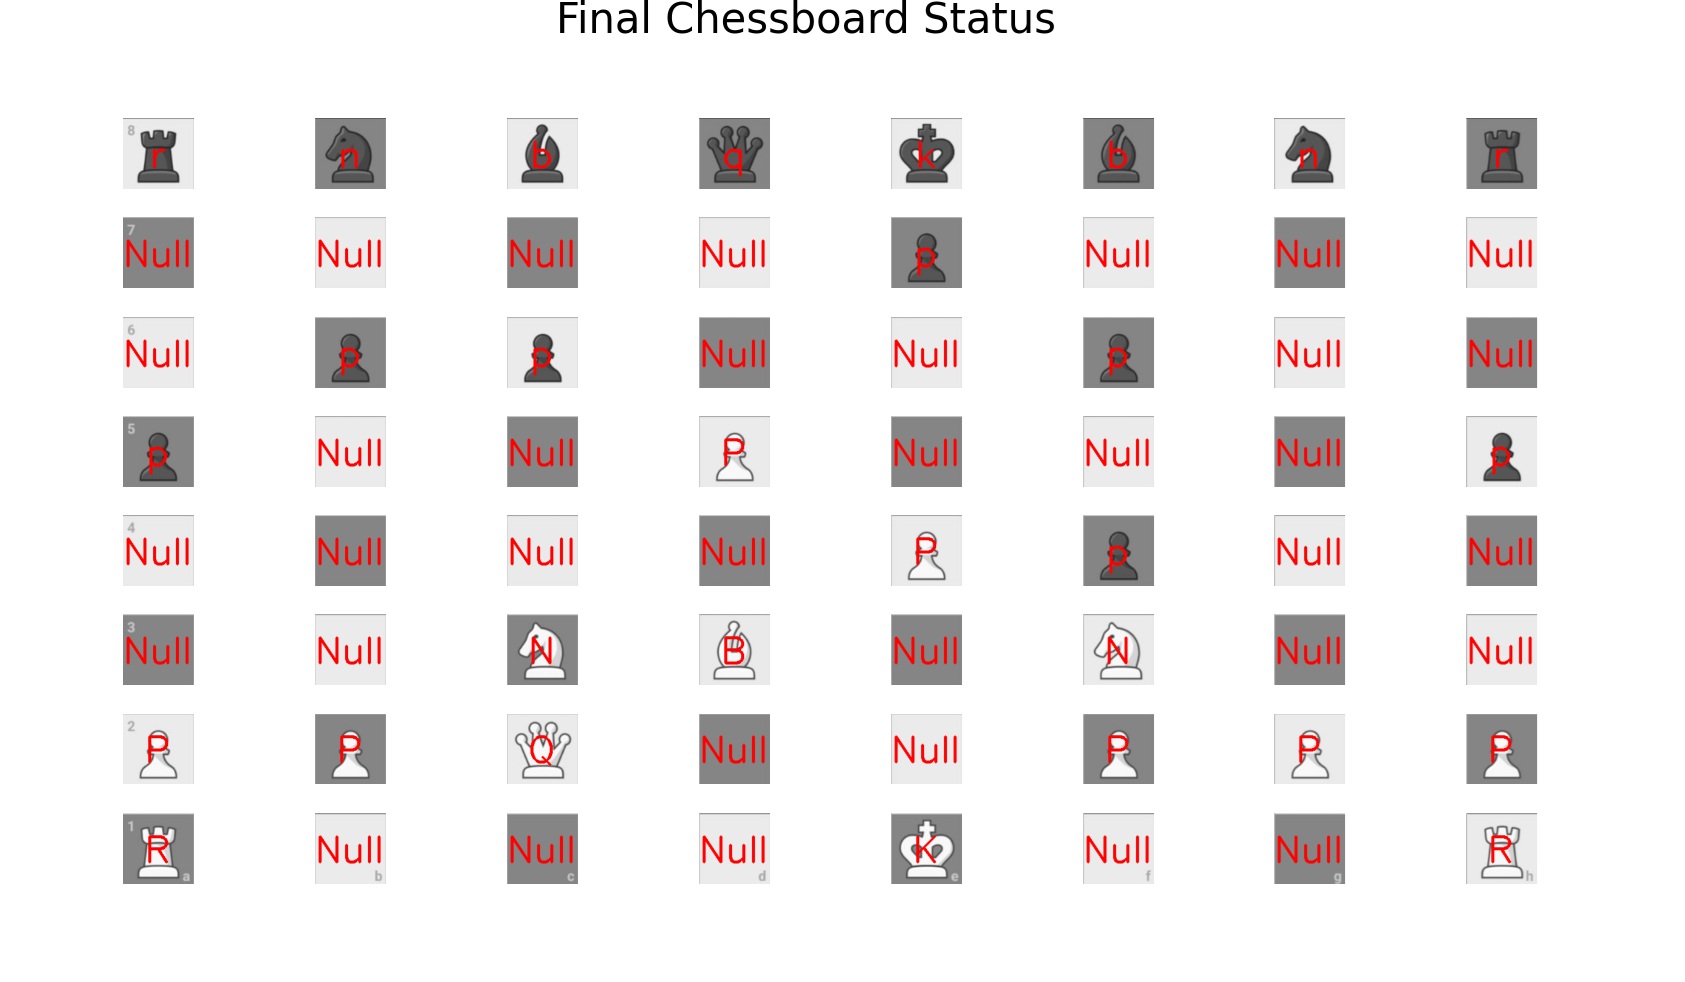 Final Chessboard Status
8 r n b q k b n r
7 Null Null Null Null p Null Null Null
6 Null p p Null Null p Null Null
5 p Null Null P Null Null Null p
4 Null Null Null Null P p Null Null
3 Null Null N B Null N Null Null
2 P P Q Null Null P P P
1 R Null Null Null K Null Null R
a b c d e f g h